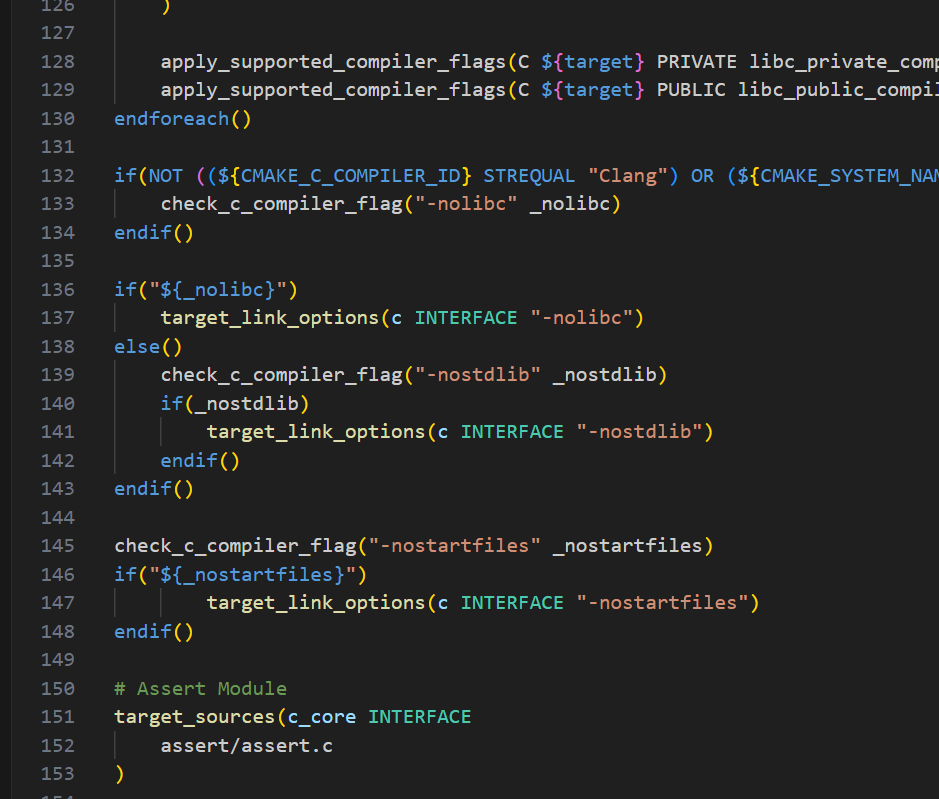 126 )
127
128 apply_supported_compiler_flags(C ${target} PRIVATE libc_private_comp
129 apply_supported_compiler_flags(C ${target} PUBLIC libc_public_compil
130 endforeach()
131
132 if(NOT ((${CMAKE_C_COMPILER_ID} STREQUAL "Clang") OR (${CMAKE_SYSTEM_NAM
133     check_c_compiler_flag("-nolibc" _nolibc)
134 endif()
135
136 if("${_nolibc}")
137     target_link_options(c INTERFACE "-nolibc")
138 else()
139     check_c_compiler_flag("-nostdlib" _nostdlib)
140     if(_nostdlib)
141         target_link_options(c INTERFACE "-nostdlib")
142     endif()
143 endif()
144
145 check_c_compiler_flag("-nostartfiles" _nostartfiles)
146 if("${_nostartfiles}")
147         target_link_options(c INTERFACE "-nostartfiles")
148 endif()
149
150 # Assert Module
151 target_sources(c_core INTERFACE
152     assert/assert.c
153 )